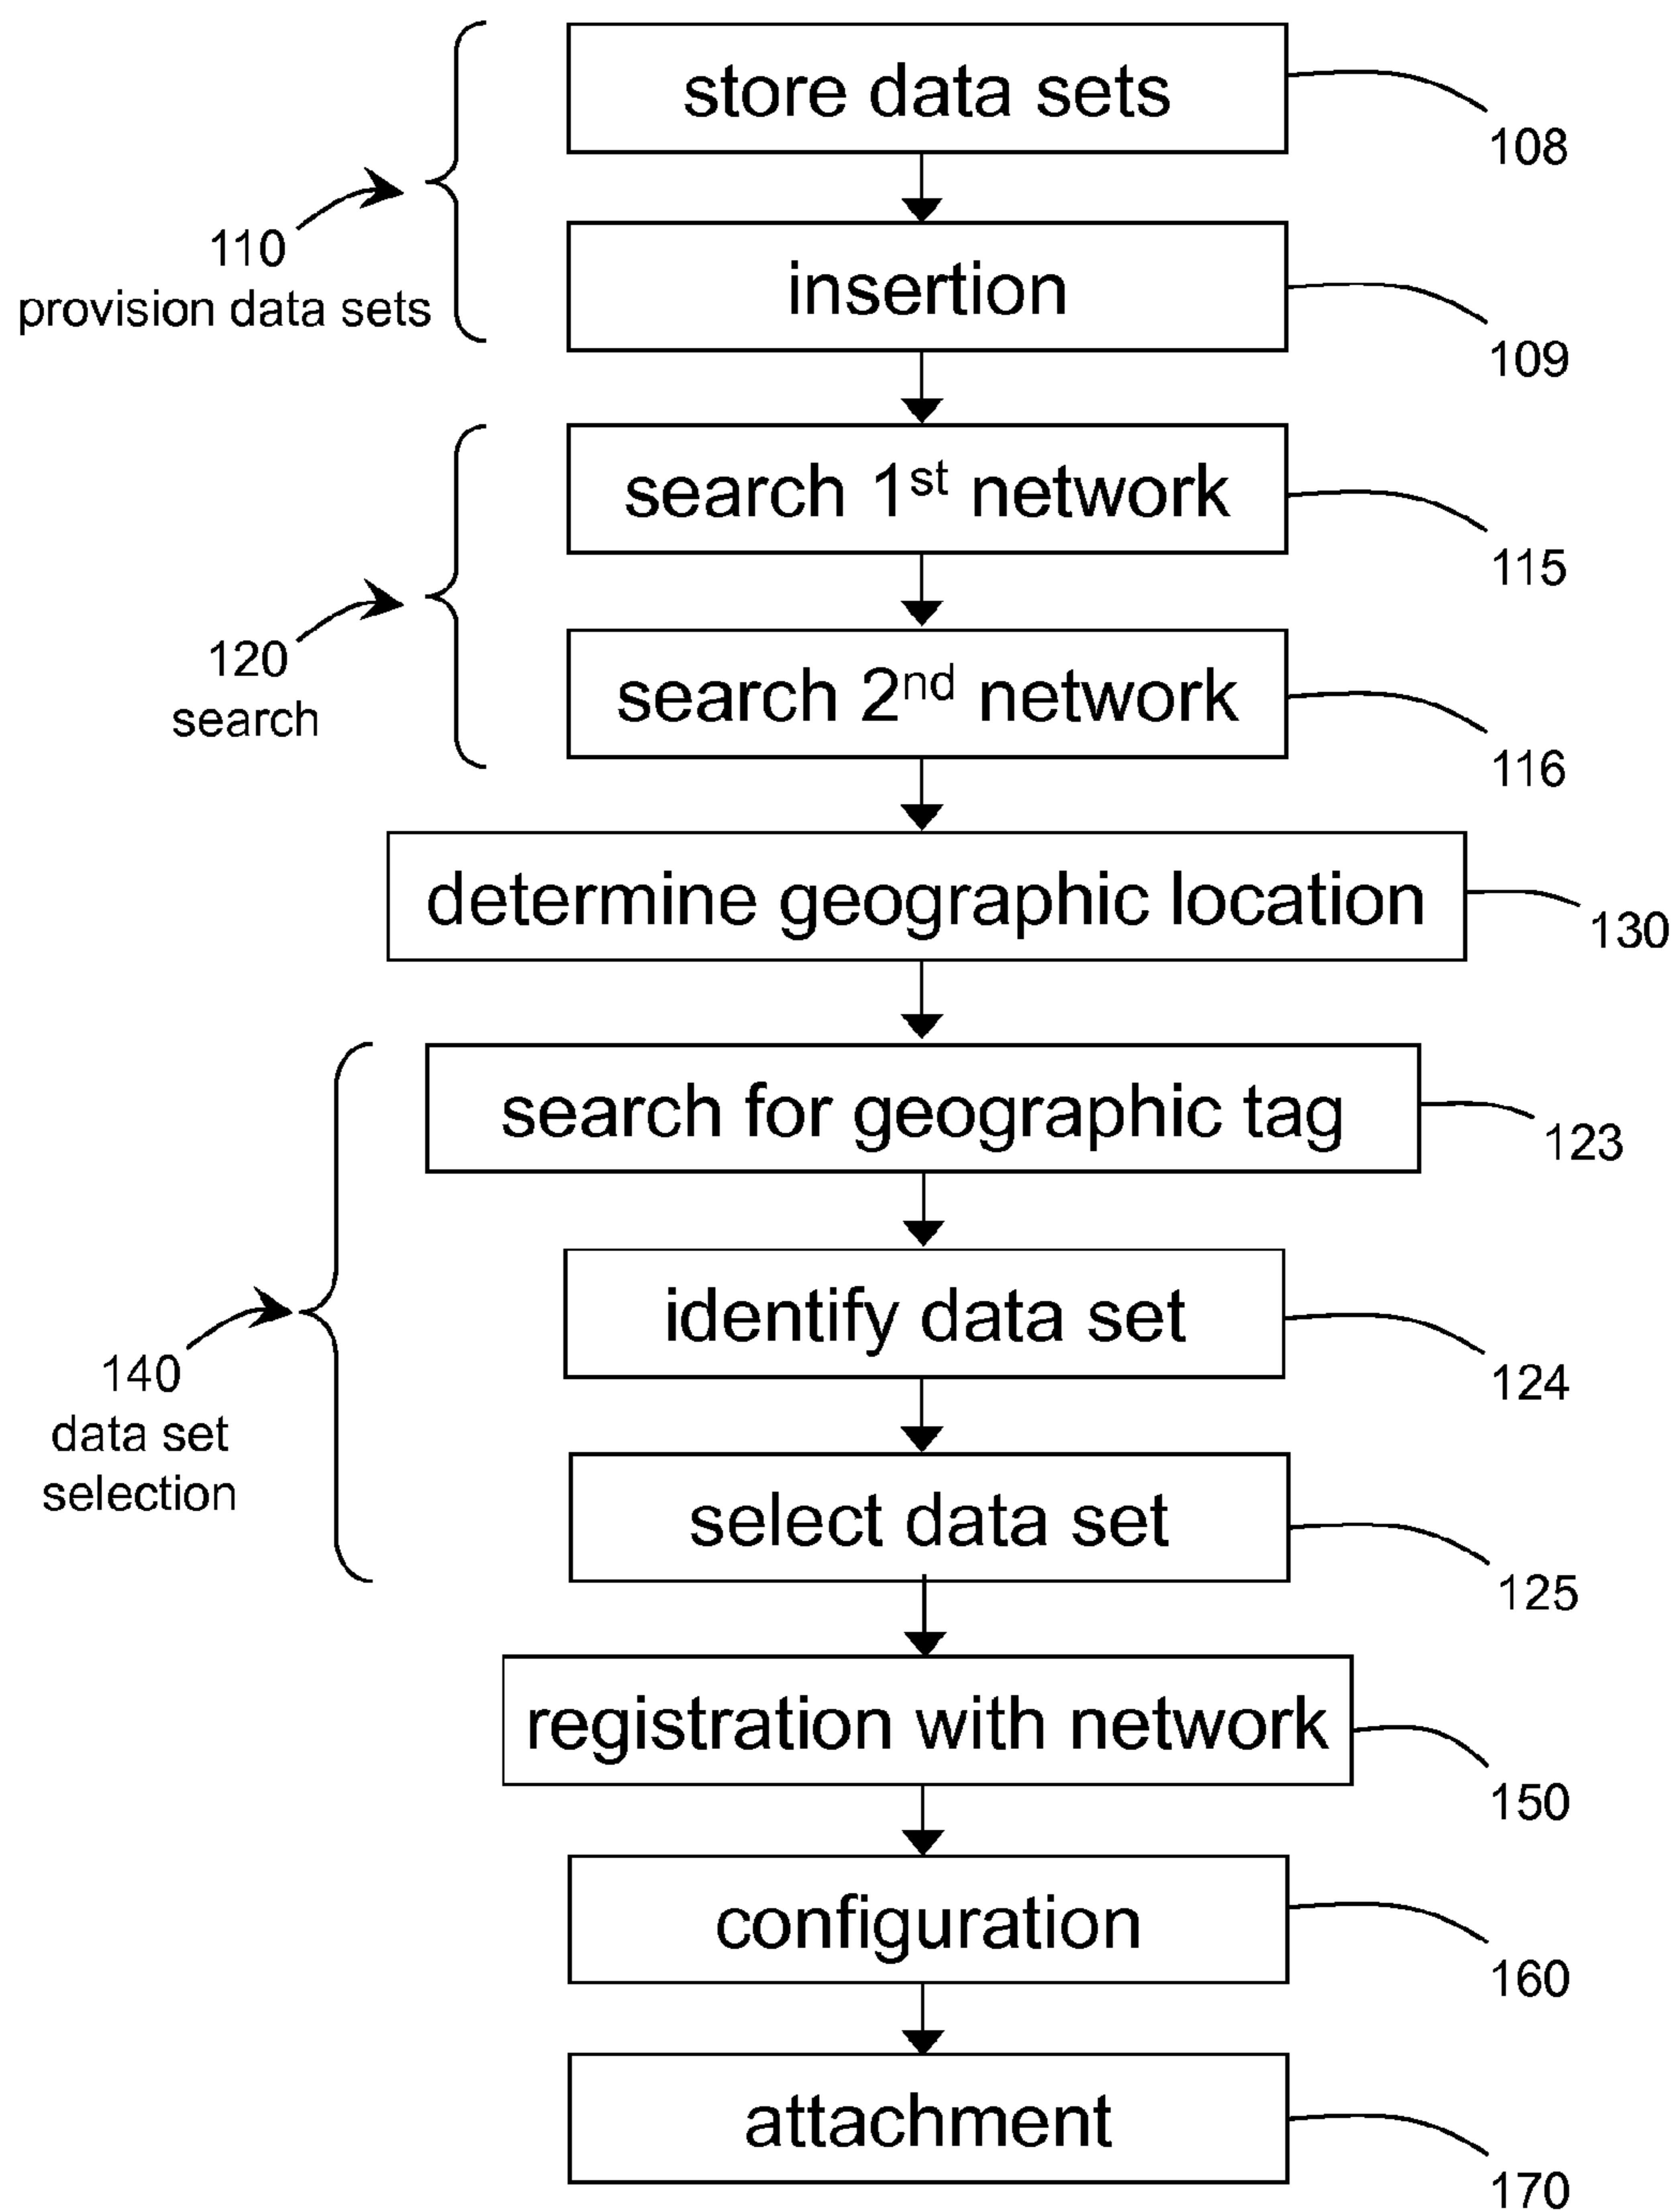 store data sets
108
110
provision data sets
insertion
109
search 1st network
115
120
search
search 2nd network
116
determine geographic location
130
search for geographic tag
123
identify data set
124
140
data set
selection
select data set
125
registration with network
150
configuration
160
attachment
170